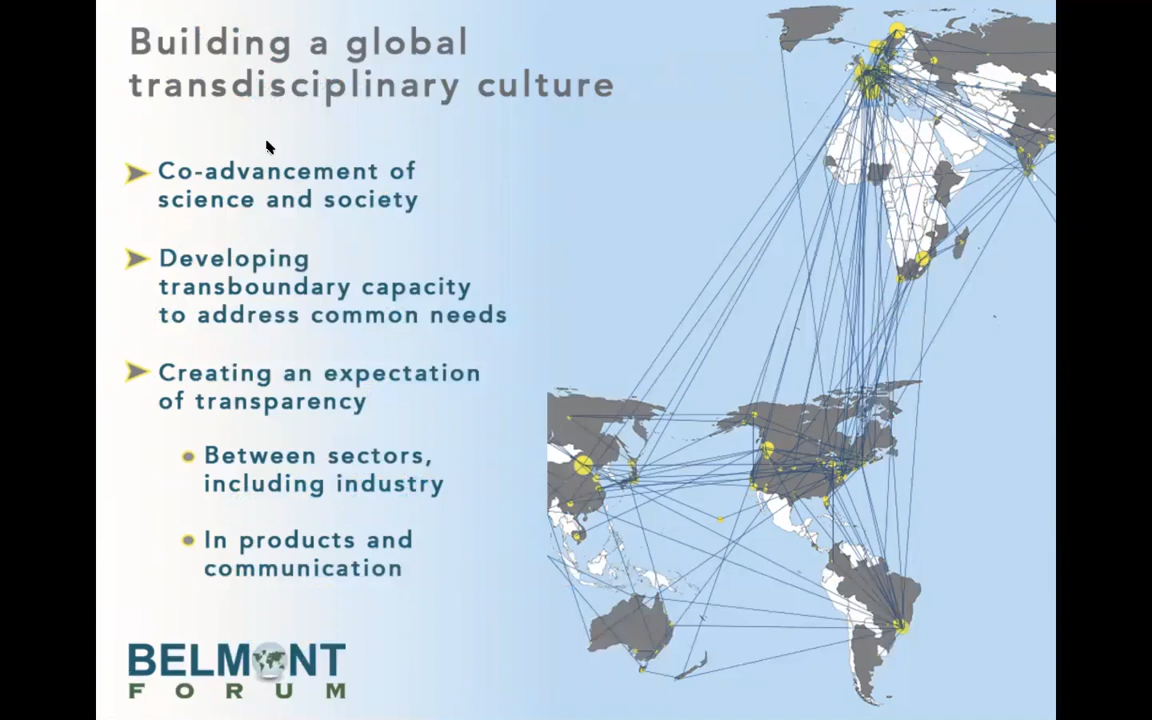 Building a global
transdisciplinary culture
Co-advancement of
science and society
Developing
transboundary capacity
to address common needs
Creating an expectation
of transparency
Between sectors,
including industry
In products and
communication
BELMONT
FORUM